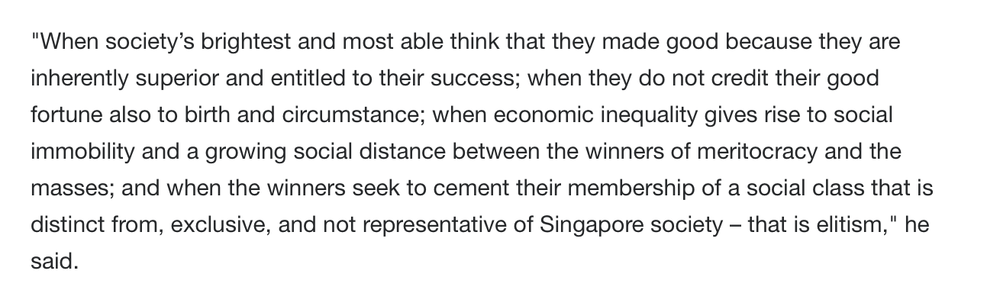 "When society’s brightest and most able think that they made good because they are
inherently superior and entitled to their success; when they do not credit their good
fortune also to birth and circumstance; when economic inequality gives rise to social
immobility and a growing social distance between the winners of meritocracy and the
masses; and when the winners seek to cement their membership of a social class that is
distinct from, exclusive, and not representative of Singapore society – that is elitism," he
said.